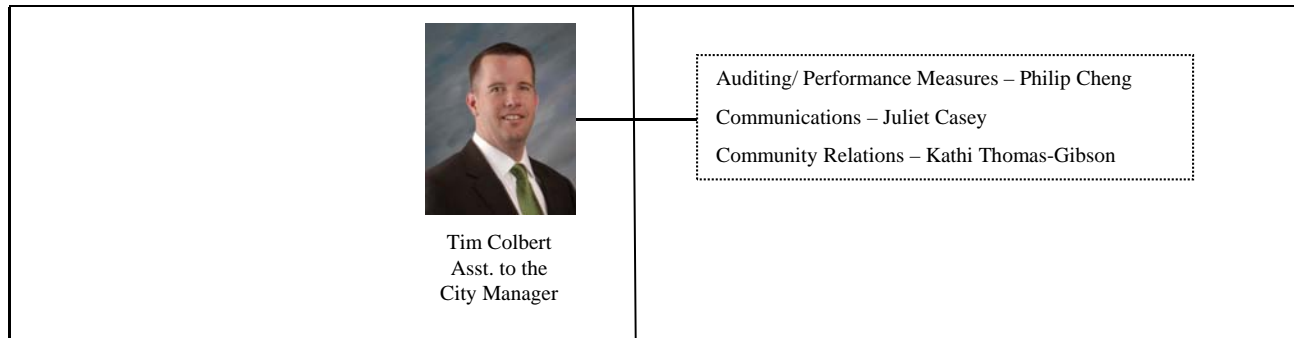 Auditing/ Performance Measures – Philip Cheng
Communications – Juliet Casey
Community Relations – Kathi Thomas-Gibson
Tim Colbert
Asst. to the
City Manager